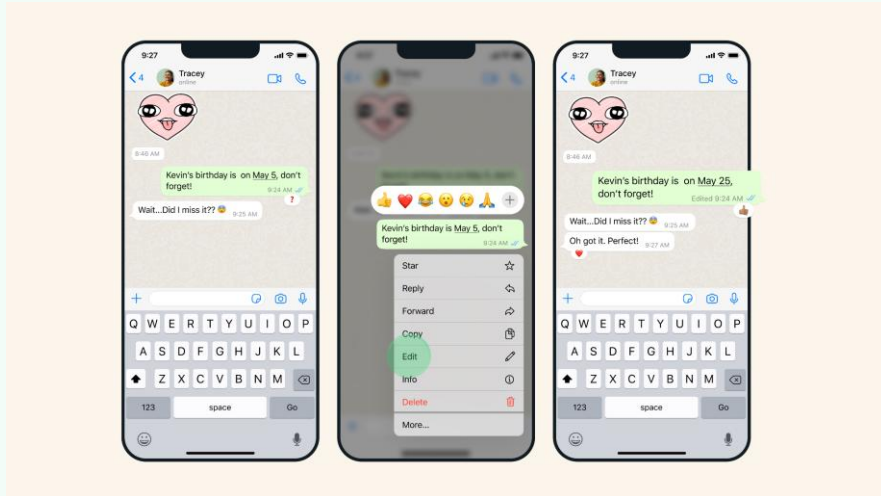 9:27
4
Tracey
online
8:46 AM
Kevin's birthday is on May 5, don't
forget!
9:24 AM
?
Wait...Did I miss it?? 😨
9:25 AM
Q W E R T Y U I O P
A S D F G H J K L
Z X C V B N M
123
space
Go
Kevin's birthday is May 5, don't
forget!
9:24 AM
Star
Reply
Forward
Copy
Edit
Info
Delete
More...
9:27
4
Tracey
online
8:46 AM
Kevin's birthday is on May 25,
don't forget!
Edited 9:24 AM
Wait...Did I miss it?? 😨
9:25 AM
Oh got it. Perfect!
9:27 AM
Q W E R T Y U I O P
A S D F G H J K L
Z X C V B N M
123
space
Go